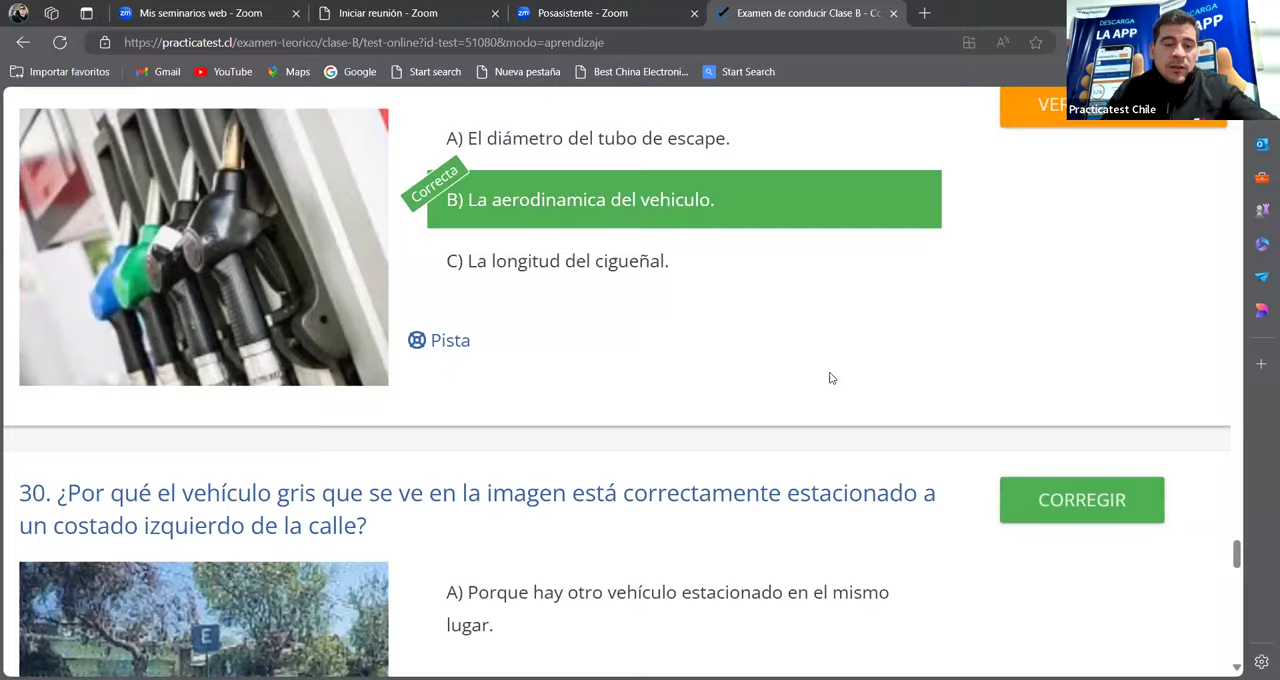 Mis seminarios web - Zoom
Iniciar reunión - Zoom
Posasistente - Zoom
Examen de conducir Clase B - Co
https://practicatest.cl/examen-teorico/clase-B/test-online?id-test=51080&modo=aprendizaje
Importar favoritos
Gmail
YouTube
Maps
Google
Start search
Nueva pestaña
Best China Electroni...
Start Search
DESCARGA
LA APP
DESCARGA
APP
Practicatest Chile
VER
A) El diámetro del tubo de escape.
Correcta
B) La aerodinamica del vehiculo.
C) La longitud del cigueñal.
Pista
30. ¿Por qué el vehículo gris que se ve en la imagen está correctamente estacionado a
un costado izquierdo de la calle?
CORREGIR
E
A) Porque hay otro vehículo estacionado en el mismo
lugar.